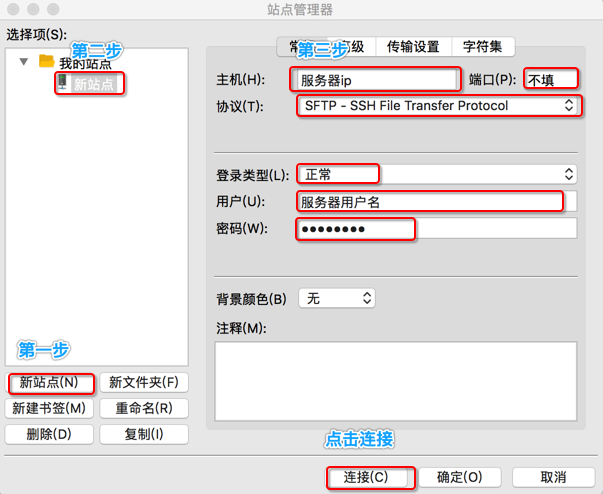 站点管理器
选择项(S):
第二步
我的站点
新站点
第一步
新站点(N)
新文件夹(F)
新建书签(M)
重命名(R)
删除(D)
复制(I)
第三步
高级
传输设置
字符集
主机(H):
服务器ip
端口(P):
不填
协议(T):
SFTP - SSH File Transfer Protocol
登录类型(L):
正常
用户(U):
服务器用户名
密码(W):
●●●●●●●●
背景颜色(B)
无
注释(M):
点击连接
连接(C)
确定(O)
取消